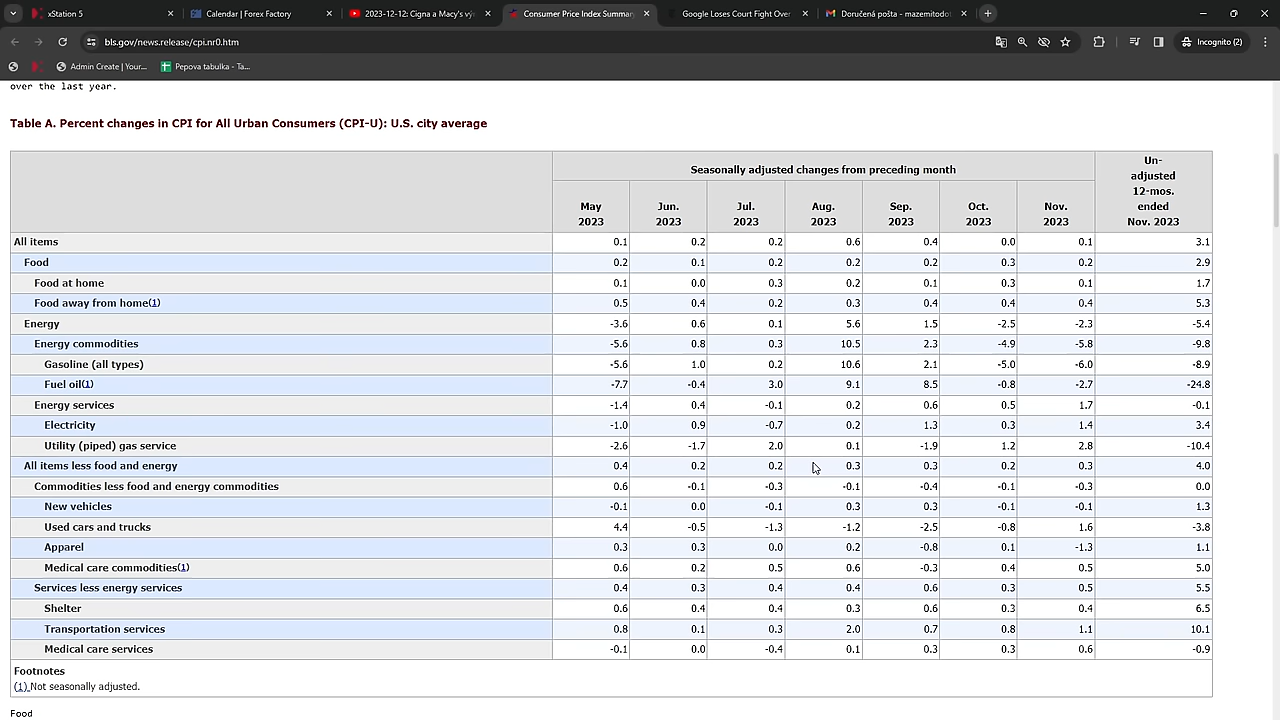 xStation 5
Calendar | Forex Factory
2023-12-12: Cigna a Macy's vý
Consumer Price Index Summar
Google Loses Court Fight Over
Doručená pošta - mazemitodo
bls.gov/news.release/cpi.nr0.htm
Incognito (2)
Admin Create | Your...
Pepova tabulka - Ta...
over the last year.
Table A. Percent changes in CPI for All Urban Consumers (CPI-U): U.S. city average
Seasonally adjusted changes from preceding month
Un-
adjusted
12-mos.
ended
Nov. 2023
May 2023 Jun. 2023 Jul. 2023 Aug. 2023 Sep. 2023 Oct. 2023 Nov. 2023
All items 0.1 0.2 0.2 0.6 0.4 0.0 0.1 3.1
Food 0.2 0.1 0.2 0.2 0.2 0.3 0.2 2.9
Food at home 0.1 0.0 0.3 0.2 0.1 0.3 0.1 1.7
Food away from home(1) 0.5 0.4 0.2 0.3 0.4 0.4 0.4 5.3
Energy -3.6 0.6 0.1 5.6 1.5 -2.5 -2.3 -5.4
Energy commodities -5.6 0.8 0.3 10.5 2.3 -4.9 -5.8 -9.8
Gasoline (all types) -5.6 1.0 0.2 10.6 2.1 -5.0 -6.0 -8.9
Fuel oil(1) -7.7 -0.4 3.0 9.1 8.5 -0.8 -2.7 -24.8
Energy services -1.4 0.4 -0.1 0.2 0.6 0.5 1.7 -0.1
Electricity -1.0 0.9 -0.7 0.2 1.3 0.3 1.4 3.4
Utility (piped) gas service -2.6 -1.7 2.0 0.1 -1.9 1.2 2.8 -10.4
All items less food and energy 0.4 0.2 0.2 0.3 0.3 0.2 0.3 4.0
Commodities less food and energy commodities 0.6 -0.1 -0.3 -0.1 -0.4 -0.1 -0.3 0.0
New vehicles -0.1 0.0 -0.1 0.3 0.3 -0.1 -0.1 1.3
Used cars and trucks 4.4 -0.5 -1.3 -1.2 -2.5 -0.8 1.6 -3.8
Apparel 0.3 0.3 0.0 0.2 -0.8 0.1 -1.3 1.1
Medical care commodities(1) 0.6 0.2 0.5 0.6 -0.3 0.4 0.5 5.0
Services less energy services 0.4 0.3 0.4 0.4 0.6 0.3 0.5 5.5
Shelter 0.6 0.4 0.4 0.3 0.6 0.3 0.4 6.5
Transportation services 0.8 0.1 0.3 2.0 0.7 0.8 1.1 10.1
Medical care services -0.1 0.0 -0.4 0.1 0.3 0.3 0.6 -0.9
Footnotes
(1) Not seasonally adjusted.
Food